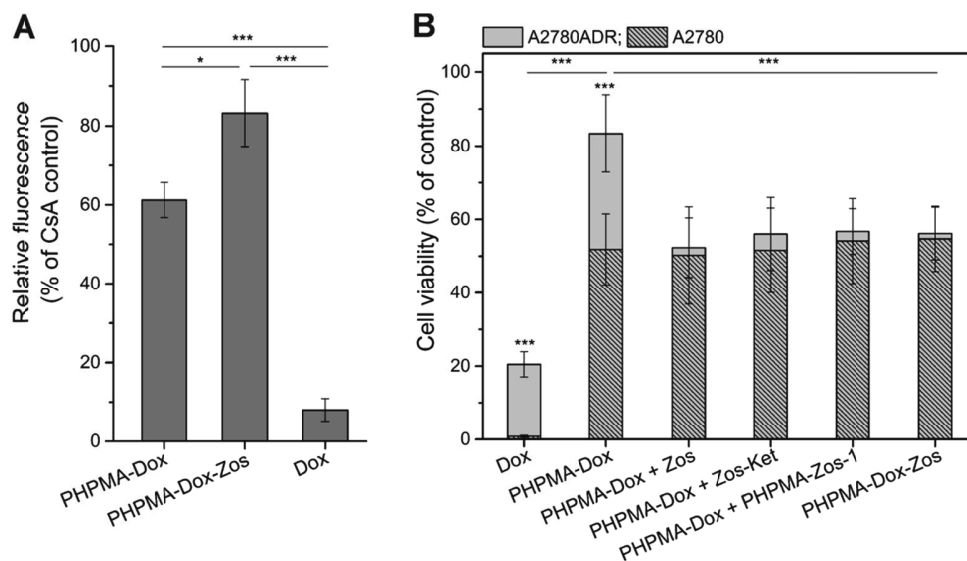 A
***
*
***
Relative fluorescence
(% of CsA control)
100
80
60
40
20
0
PHPMA-Dox
PHPMA-Dox-Zos
Dox
B
A2780ADR;
A2780
***
***
***
***
Cell viability (% of control)
100
80
60
40
20
0
Dox
PHPMA-Dox
PHPMA-Dox + Zos
PHPMA-Dox + Zos-Ket
PHPMA-Dox + PHPMA-Zos-1
PHPMA-Dox-Zos